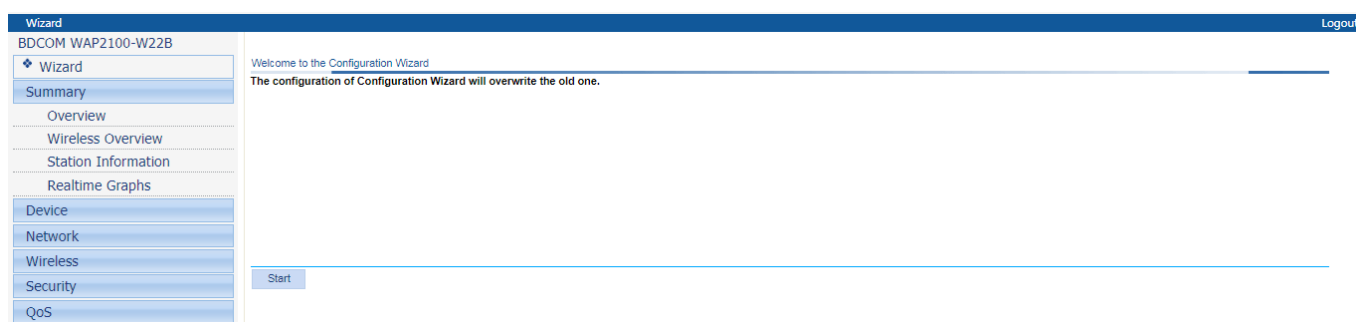 Wizard
Logout
BDCOM WAP2100-W22B
Wizard
Summary
Overview
Wireless Overview
Station Information
Realtime Graphs
Device
Network
Wireless
Security
QoS
Welcome to the Configuration Wizard
The configuration of Configuration Wizard will overwrite the old one.
Start